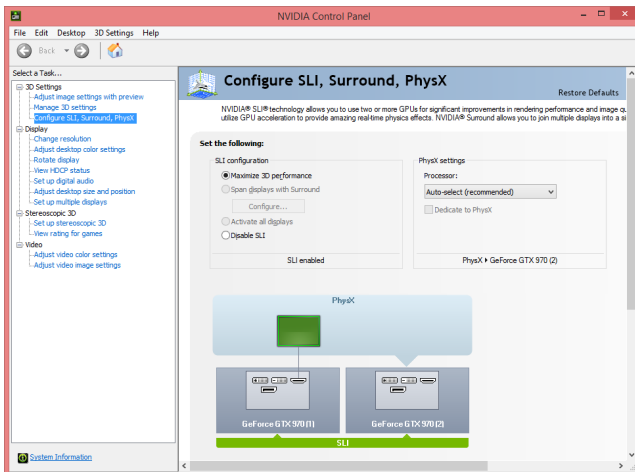 NVIDIA Control Panel
File Edit Desktop 3D Settings Help
Back
Select a Task...
3D Settings
Adjust image settings with preview
Manage 3D settings
Configure SLI, Surround, PhysX
Display
Change resolution
Adjust desktop color settings
Rotate display
View HDCP status
Set up digital audio
Adjust desktop size and position
Set up multiple displays
Stereoscopic 3D
Set up stereoscopic 3D
View rating for games
Video
Adjust video color settings
Adjust video image settings
System Information
Configure SLI, Surround, PhysX
Restore Defaults
NVIDIA® SLI® technology allows you to use two or more GPUs for significant improvements in rendering performance and image qu
utilize GPU acceleration to provide amazing real-time physics effects. NVIDIA® Surround allows you to join multiple displays into a si
Set the following:
SLI configuration
Maximize 3D performance
Span displays with Surround
Configure...
Activate all displays
Disable SLI
SLI enabled
PhysX settings
Processor:
Auto-select (recommended)
Dedicate to PhysX
PhysX GeForce GTX 970 (2)
PhysX
GeForce GTX 970 (1)
GeForce GTX 970 (2)
SLI